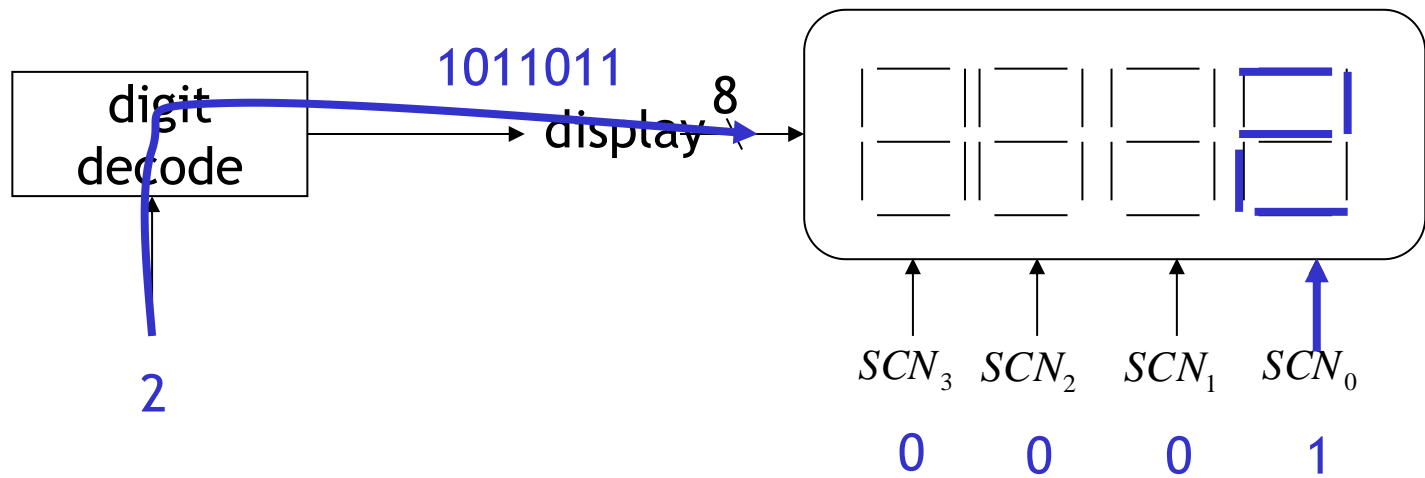 1011011
digit
decode
display
8
SCN₃ SCN₂ SCN₁ SCN₀
2
0 0 0 1